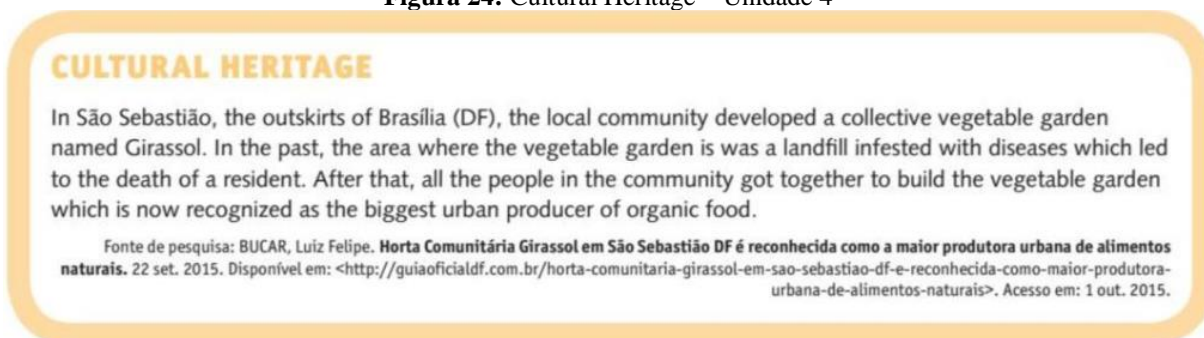 Figura 24: Cultural Heritage – Unidade 4
CULTURAL HERITAGE
In São Sebastião, the outskirts of Brasília (DF), the local community developed a collective vegetable garden
named Girassol. In the past, the area where the vegetable garden is was a landfill infested with diseases which led
to the death of a resident. After that, all the people in the community got together to build the vegetable garden
which is now recognized as the biggest urban producer of organic food.
Fonte de pesquisa: BUCAR, Luiz Felipe. Horta Comunitária Girassol em São Sebastião DF é reconhecida como a maior produtora urbana de alimentos
naturais. 22 set. 2015. Disponível em: <http://guiaoficialdf.com.br/horta-comunitaria-girassol-em-sao-sebastiao-df-e-reconhecida-como-maior-produtora-
urbana-de-alimentos-naturais>. Acesso em: 1 out. 2015.